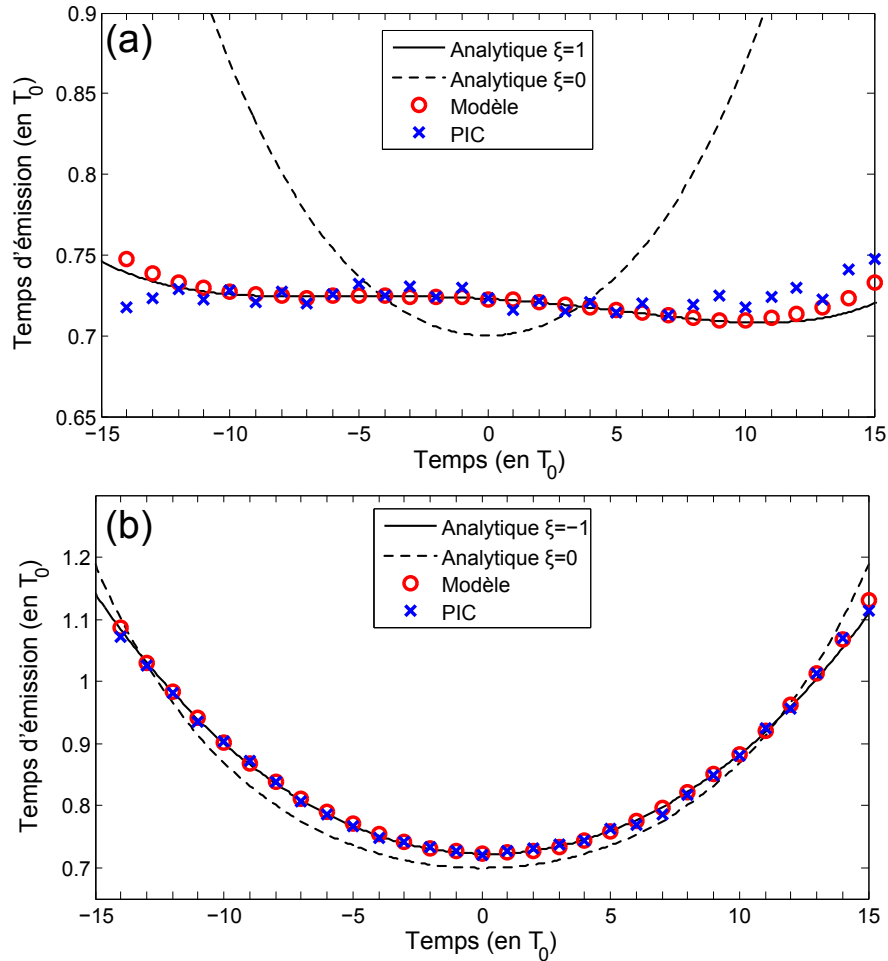 (a)
Analytique ξ=1
Analytique ξ=0
Modèle
PIC
Temps d'émission (en T0)
0.9
0.85
0.8
0.75
0.7
0.65
−15 −10 −5 0 5 10 15
Temps (en T0)
(b)
Analytique ξ=−1
Analytique ξ=0
Modèle
PIC
Temps d'émission (en T0)
1.2
1.1
1
0.9
0.8
0.7
−15 −10 −5 0 5 10 15
Temps (en T0)